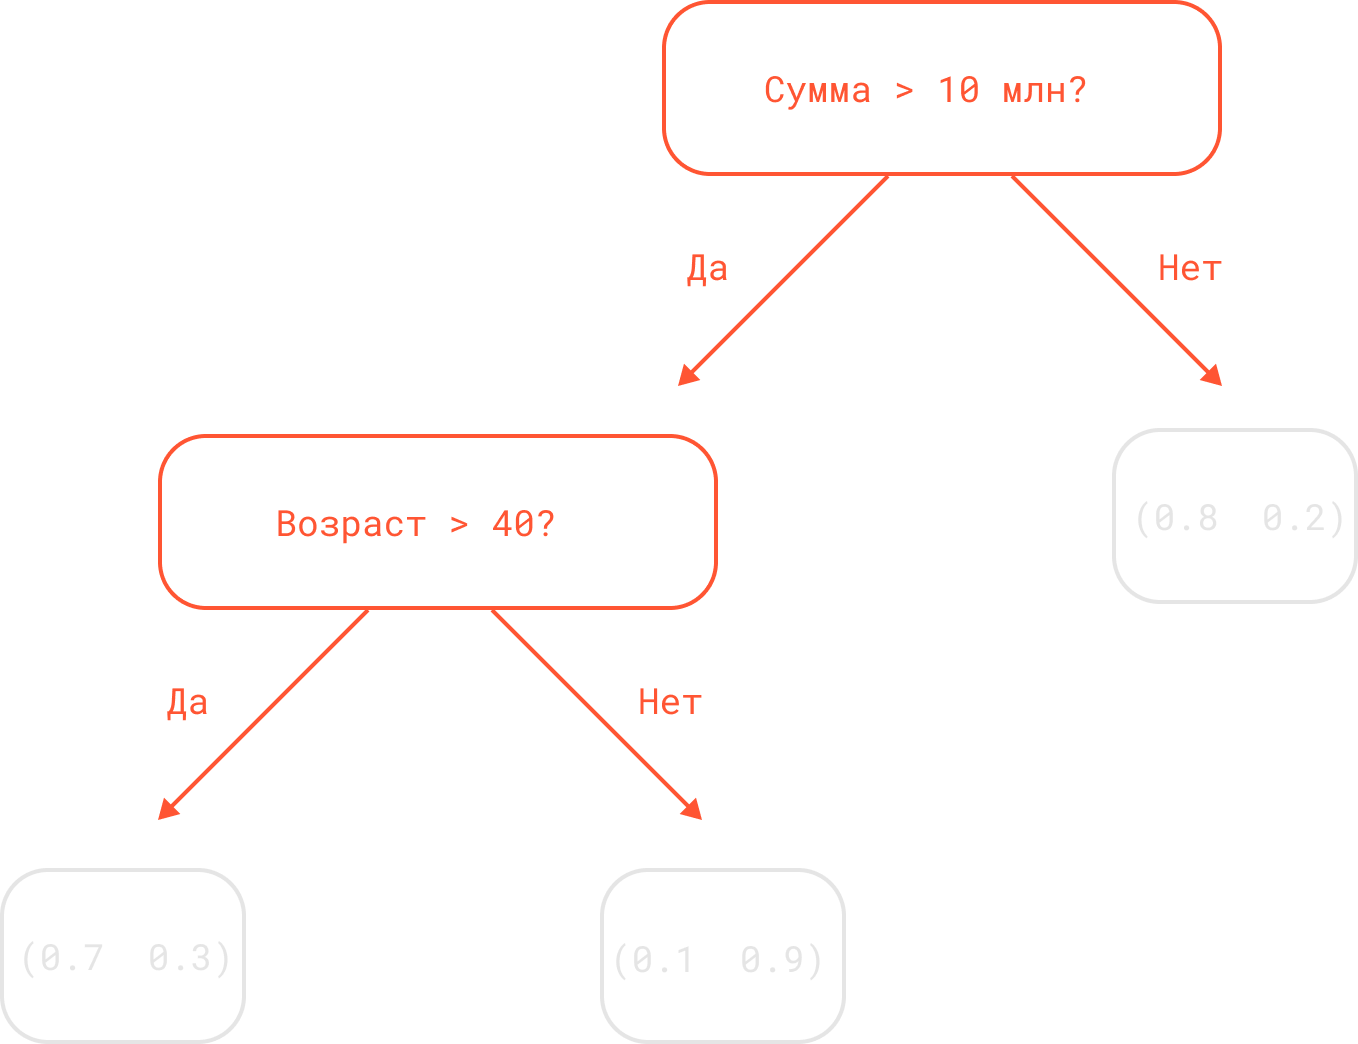 Сумма > 10 млн?
Да
Нет
Возраст > 40?
(0.8 0.2)
Да
Нет
(0.7 0.3)
(0.1 0.9)